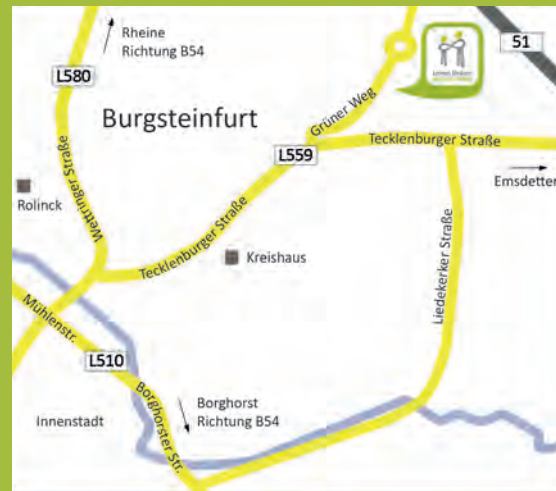 Rheine
Richtung B54
51
L580
Burgsteinfurt
Grüner Weg
Tecklenburger Straße
L559
Emsdetten
Rolinck
Wettringer Straße
Tecklenburger Straße
Kreishaus
Liedekerker Straße
Mühlenstr.
L510
Borghorster Str.
Borghorst
Richtung B54
Innenstadt